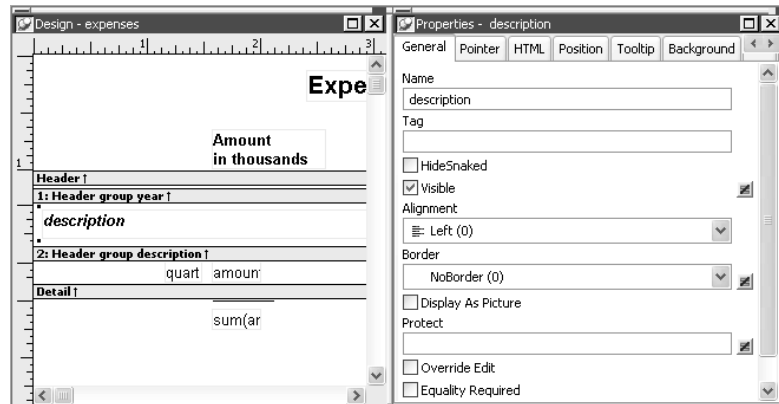 Design - expenses
1 2 3
Expe
Amount
in thousands
1
Header ↑
1: Header group year ↑
description
2: Header group description ↑
quart amoun
Detail ↑
sum(ar
Properties - description
General Pointer HTML Position Tooltip Background
Name
description
Tag
HideSnaked
Visible
Alignment
Left (0)
Border
NoBorder (0)
Display As Picture
Protect
Override Edit
Equality Required